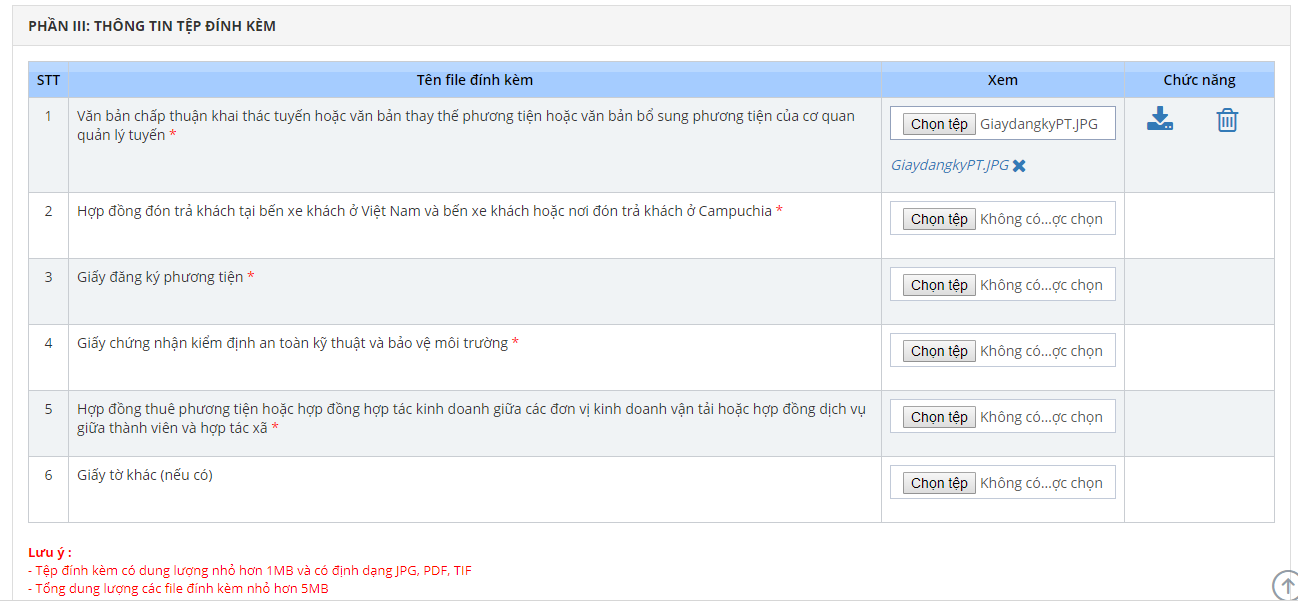 PHẦN III: THÔNG TIN TỆP ĐÍNH KÈM
STT Tên file đính kèm Xem Chức năng
1 Văn bản chấp thuận khai thác tuyến hoặc văn bản thay thế phương tiện hoặc văn bản bổ sung phương tiện của cơ quan
quản lý tuyến *
Chọn tệp GiaydangkyPT.JPG
GiaydangkyPT.JPG
2 Hợp đồng đón trả khách tại bến xe khách ở Việt Nam và bến xe khách hoặc nơi đón trả khách ở Campuchia *
Chọn tệp Không có...ợc chọn
3 Giấy đăng ký phương tiện *
Chọn tệp Không có...ợc chọn
4 Giấy chứng nhận kiểm định an toàn kỹ thuật và bảo vệ môi trường *
Chọn tệp Không có...ợc chọn
5 Hợp đồng thuê phương tiện hoặc hợp đồng hợp tác kinh doanh giữa các đơn vị kinh doanh vận tải hoặc hợp đồng dịch vụ
giữa thành viên và hợp tác xã *
Chọn tệp Không có...ợc chọn
6 Giấy tờ khác (nếu có)
Chọn tệp Không có...ợc chọn
Lưu ý :
- Tệp đính kèm có dung lượng nhỏ hơn 1MB và có định dạng JPG, PDF, TIF
- Tổng dung lượng các file đính kèm nhỏ hơn 5MB